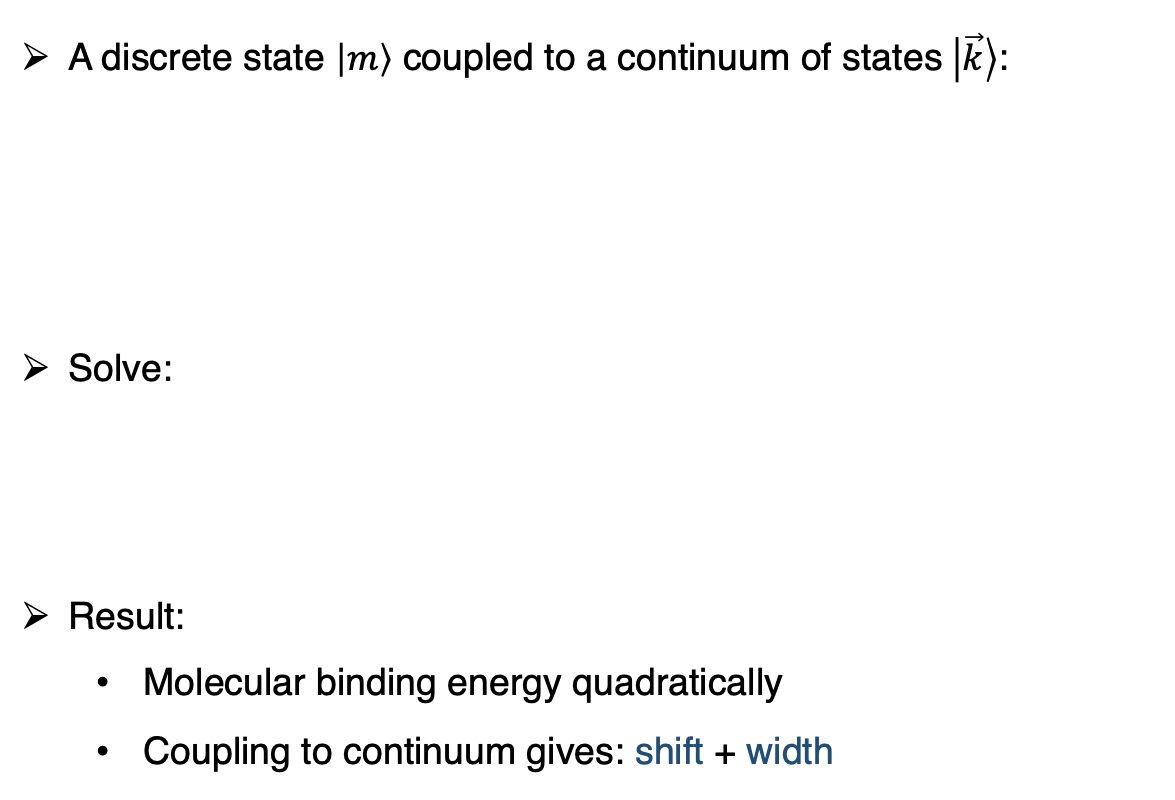 ➢ A discrete state |m⟩ coupled to a continuum of states |k⃗⟩:
➢ Solve:
➢ Result:
• Molecular binding energy quadratically
• Coupling to continuum gives: shift + width